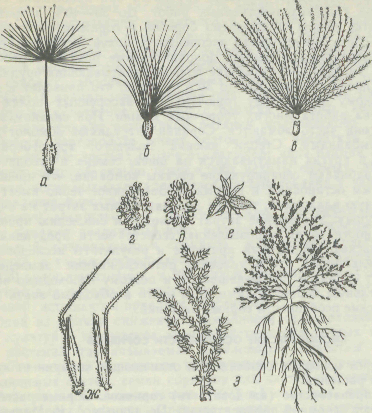 а б в
г д е
ж з